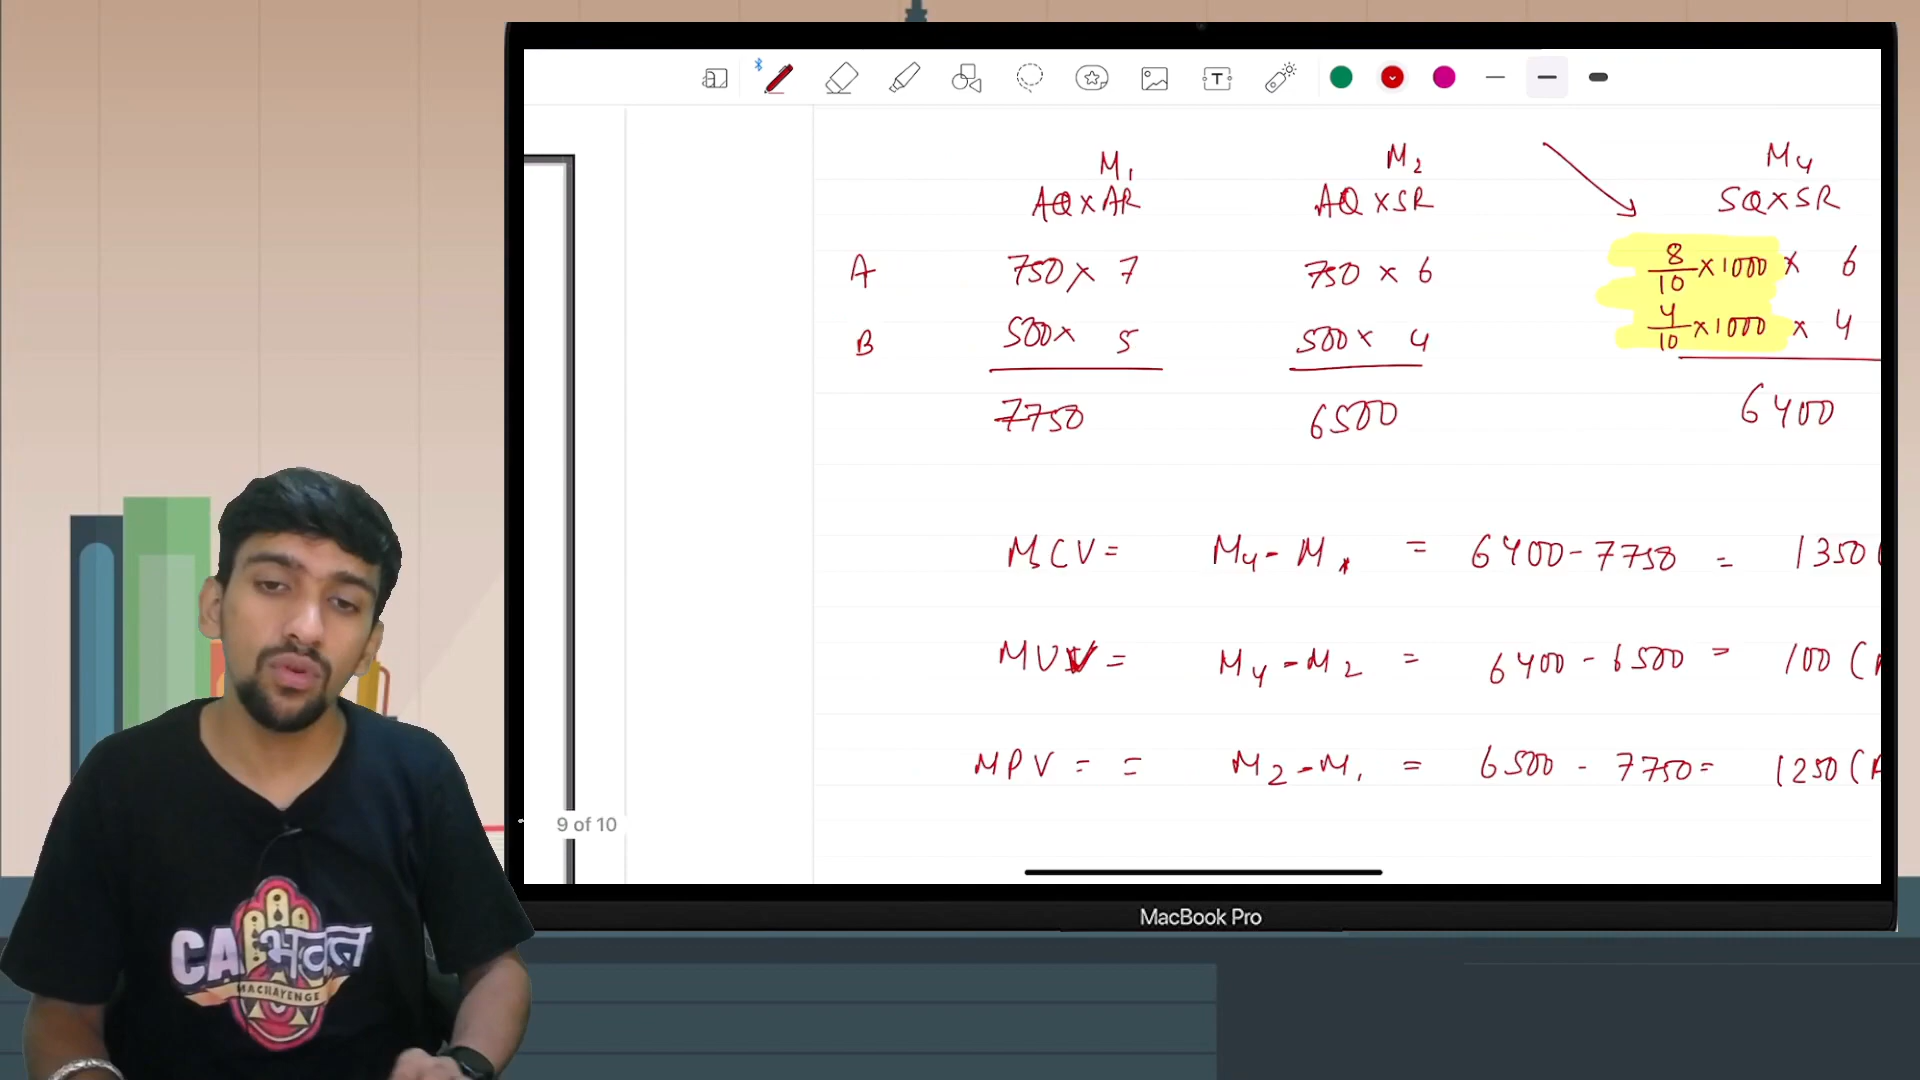 M₁ M₂ M₄
AQ×AR AQ×SR SQ×SR
A 750× 7 750 × 6 8/10 ×1000 × 6
B 500× 5 500× 4 4/10 ×1000 × 4
7750 6500 6400
MCV = M₄ - M₁ = 6400 - 7750 = 1350(
MUV = M₄ - M₂ = 6400 - 6500 = 100 (A
MPV = = M₂ - M₁ = 6500 - 7750 = 1250(A
9 of 10
MacBook Pro
CA भक्त
MACHAYENGE